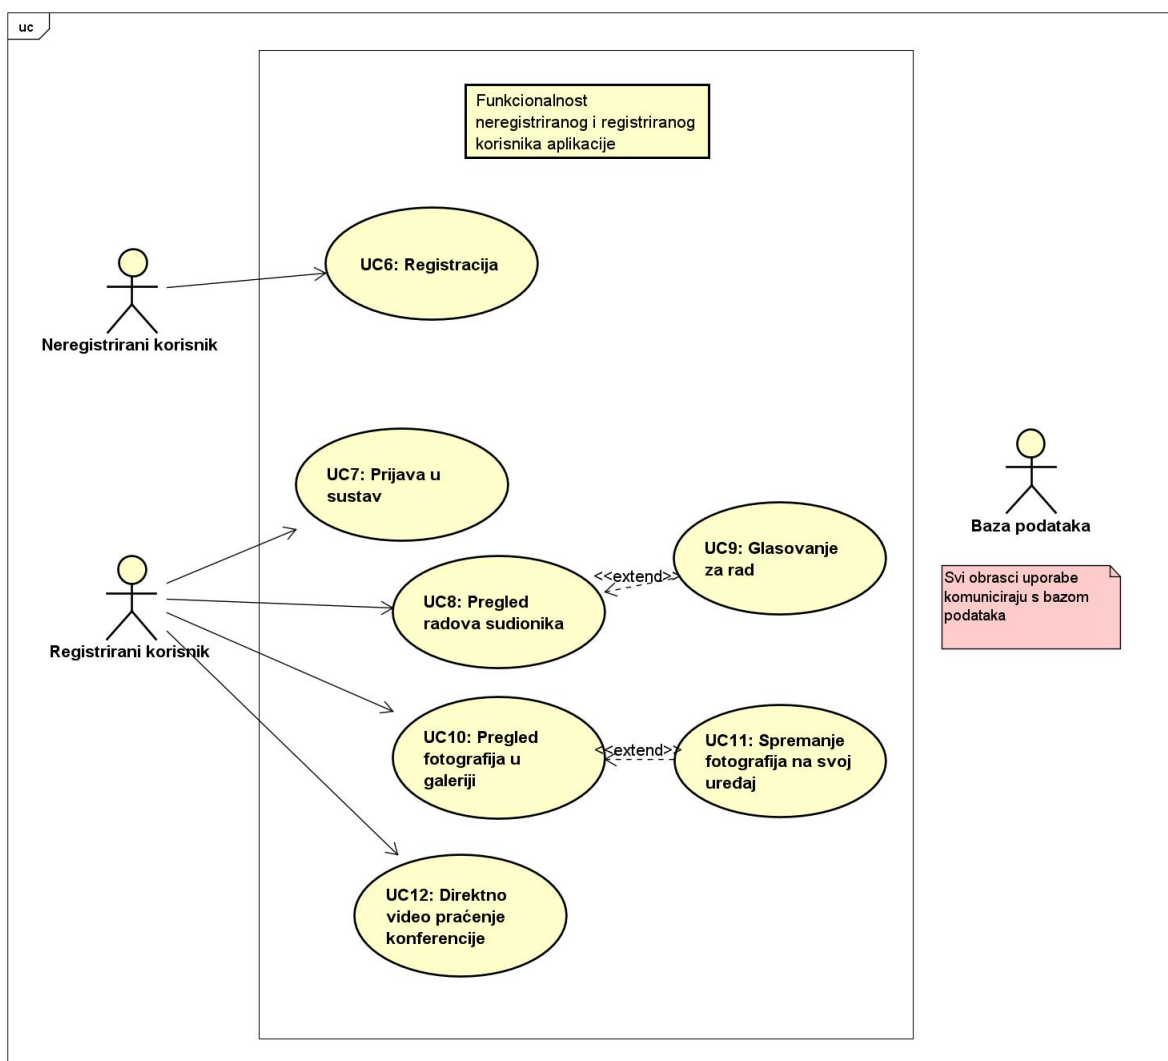 uc
Funkcionalnost
neregistriranog i registriranog
korisnika aplikacije
UC6: Registracija
Neregistrirani korisnik
UC7: Prijava u
sustav
UC9: Glasovanje
za rad
<<extend>>
UC8: Pregled
radova sudionika
Registrirani korisnik
Baza podataka
Svi obrasci uporabe
komuniciraju s bazom
podataka
UC10: Pregled
fotografija u
galeriji
<<extend>>
UC11: Spremanje
fotografija na svoj
uređaj
UC12: Direktno
video praćenje
konferencije